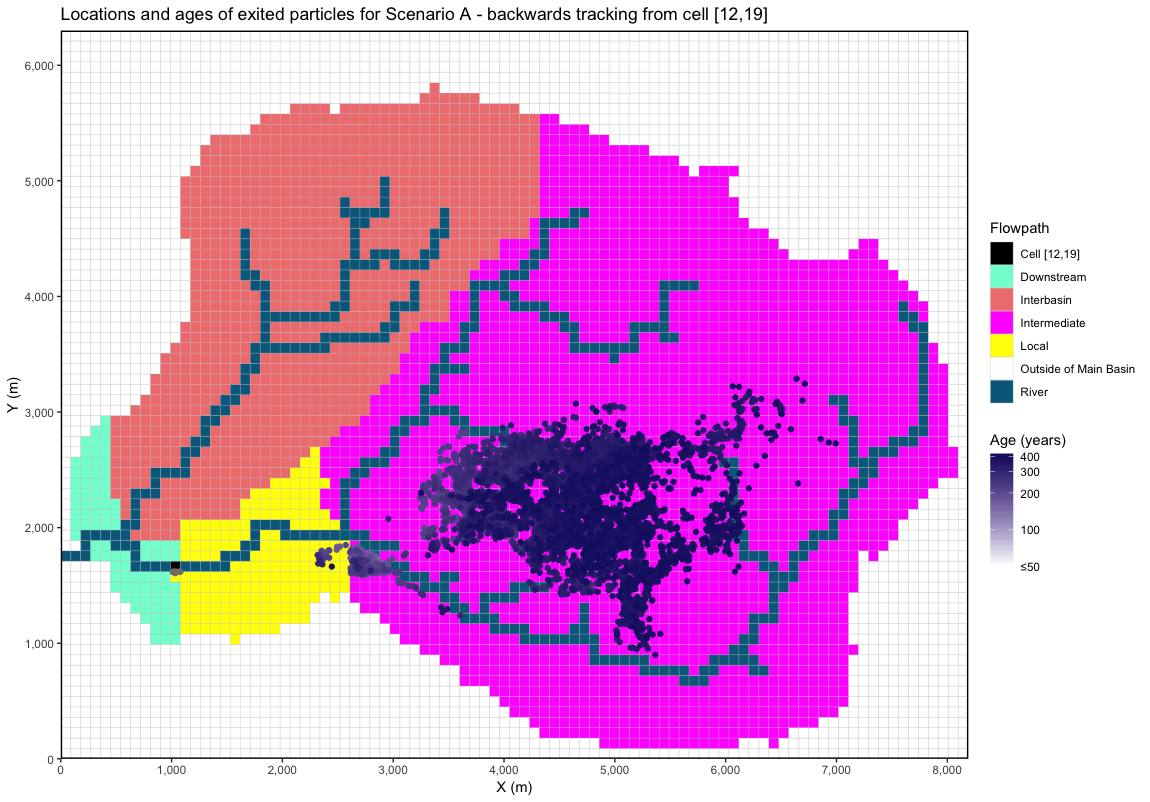 Locations and ages of exited particles for Scenario A - backwards tracking from cell [12,19]
6,000
5,000
4,000
3,000
2,000
1,000
0
Y (m)
0 1,000 2,000 3,000 4,000 5,000 6,000 7,000 8,000
X (m)
Flowpath
Cell [12,19]
Downstream
Interbasin
Intermediate
Local
Outside of Main Basin
River
Age (years)
400
300
200
100
≤50